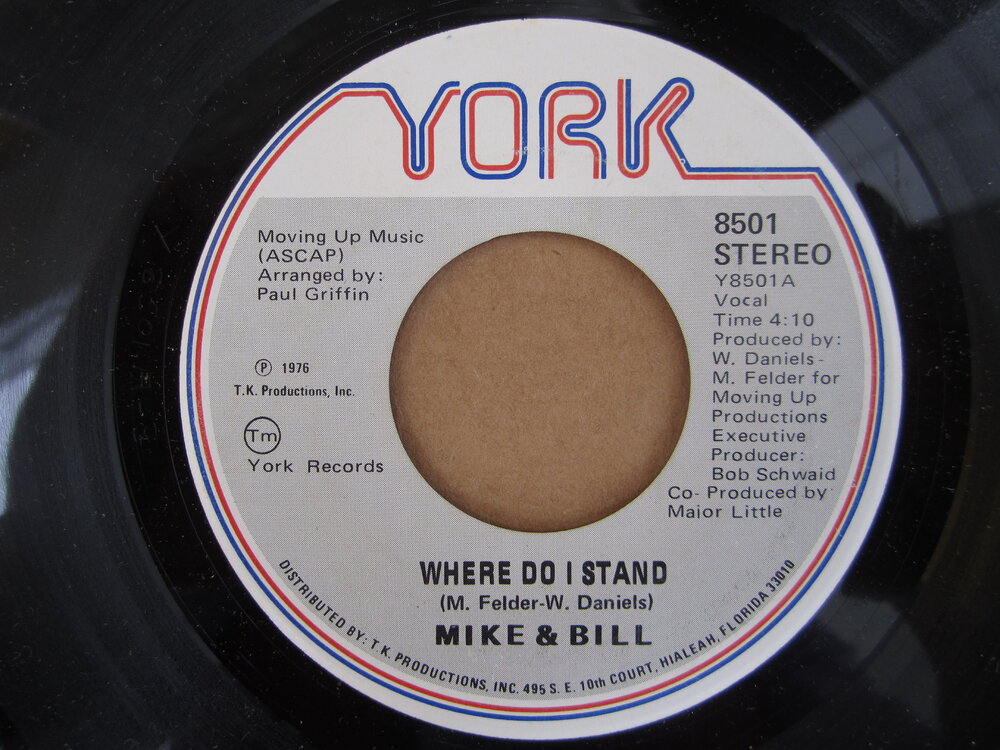 YORK
Moving Up Music
(ASCAP)
Arranged by:
Paul Griffin
Ⓟ 1976
T.K. Productions, Inc.
Tm
York Records
8501
STEREO
Y8501A
Vocal
Time 4:10
Produced by:
W. Daniels-
M. Felder for
Moving Up
Productions
Executive
Producer:
Bob Schwaid
Co- Produced by
Maior Little
WHERE DO I STAND
(M. Felder-W. Daniels)
MIKE & BILL
DISTRIBUTED BY: T.K. PRODUCTIONS, INC. 495 S. E. 10th COURT, HIALEAH, FLORIDA 33010